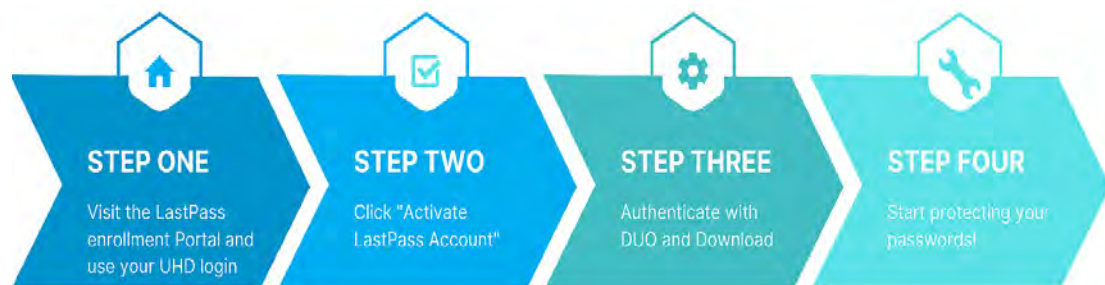 STEP ONE
Visit the LastPass
enrollment Portal and
use your UHD login
STEP TWO
Click "Activate
LastPass Account"
STEP THREE
Authenticate with
DUO and Download
STEP FOUR
Start protecting your
passwords!